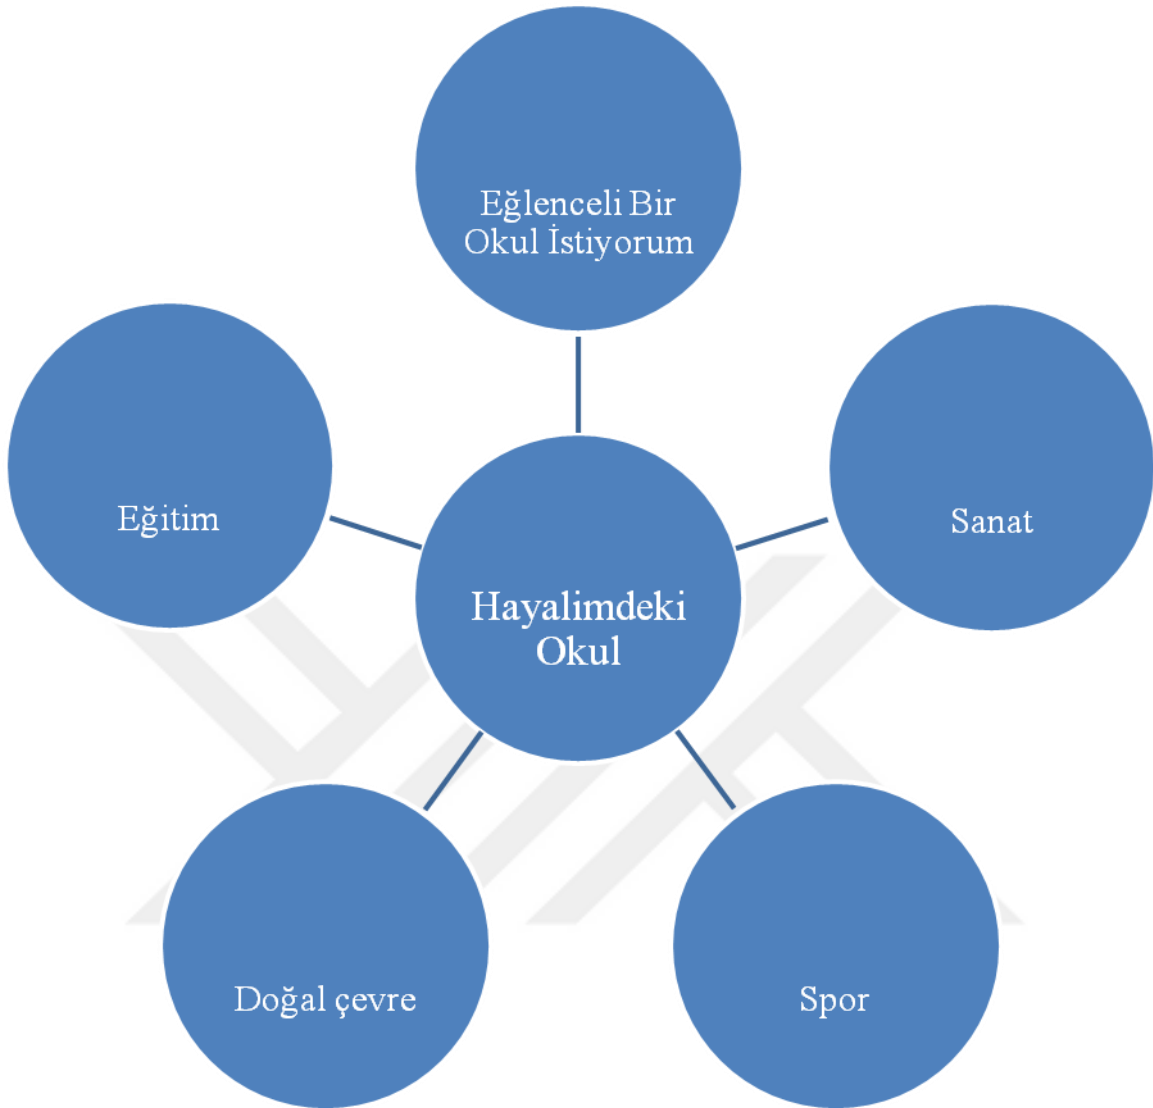 Eğlenceli Bir
Okul İstiyorum
Eğitim
Sanat
Hayalimdeki
Okul
Doğal çevre
Spor